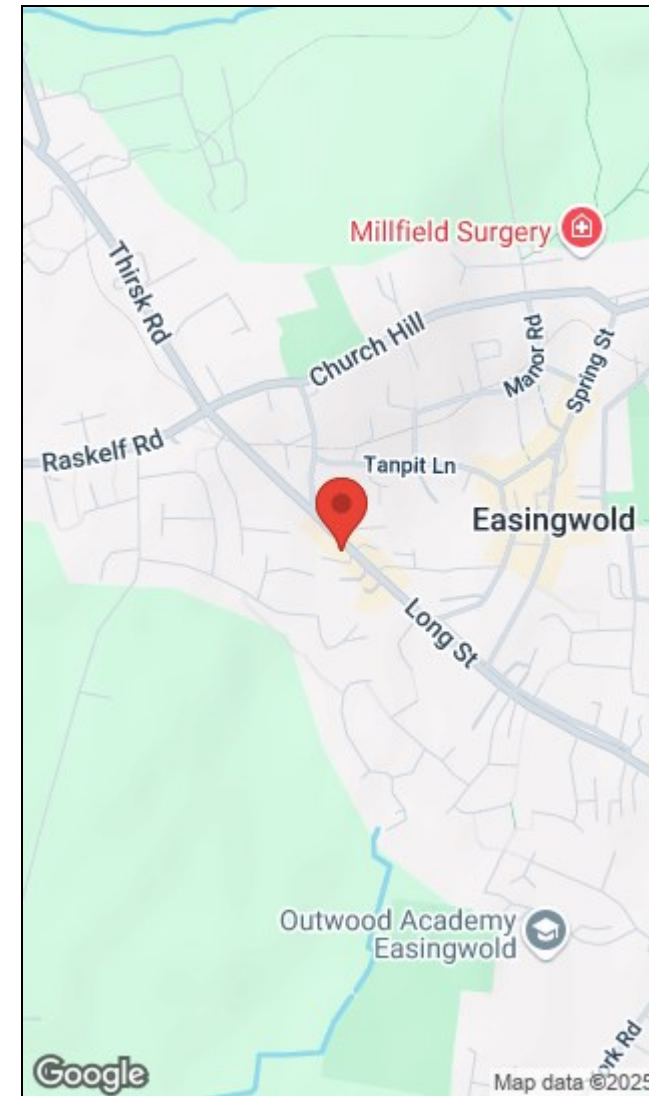 Millfield Surgery
Thirsk Rd
Church Hill
Manor Rd
Spring St
Raskelf Rd
Tanpit Ln
Easingwold
Long St
Outwood Academy
Easingwold
Google
Map data ©2025